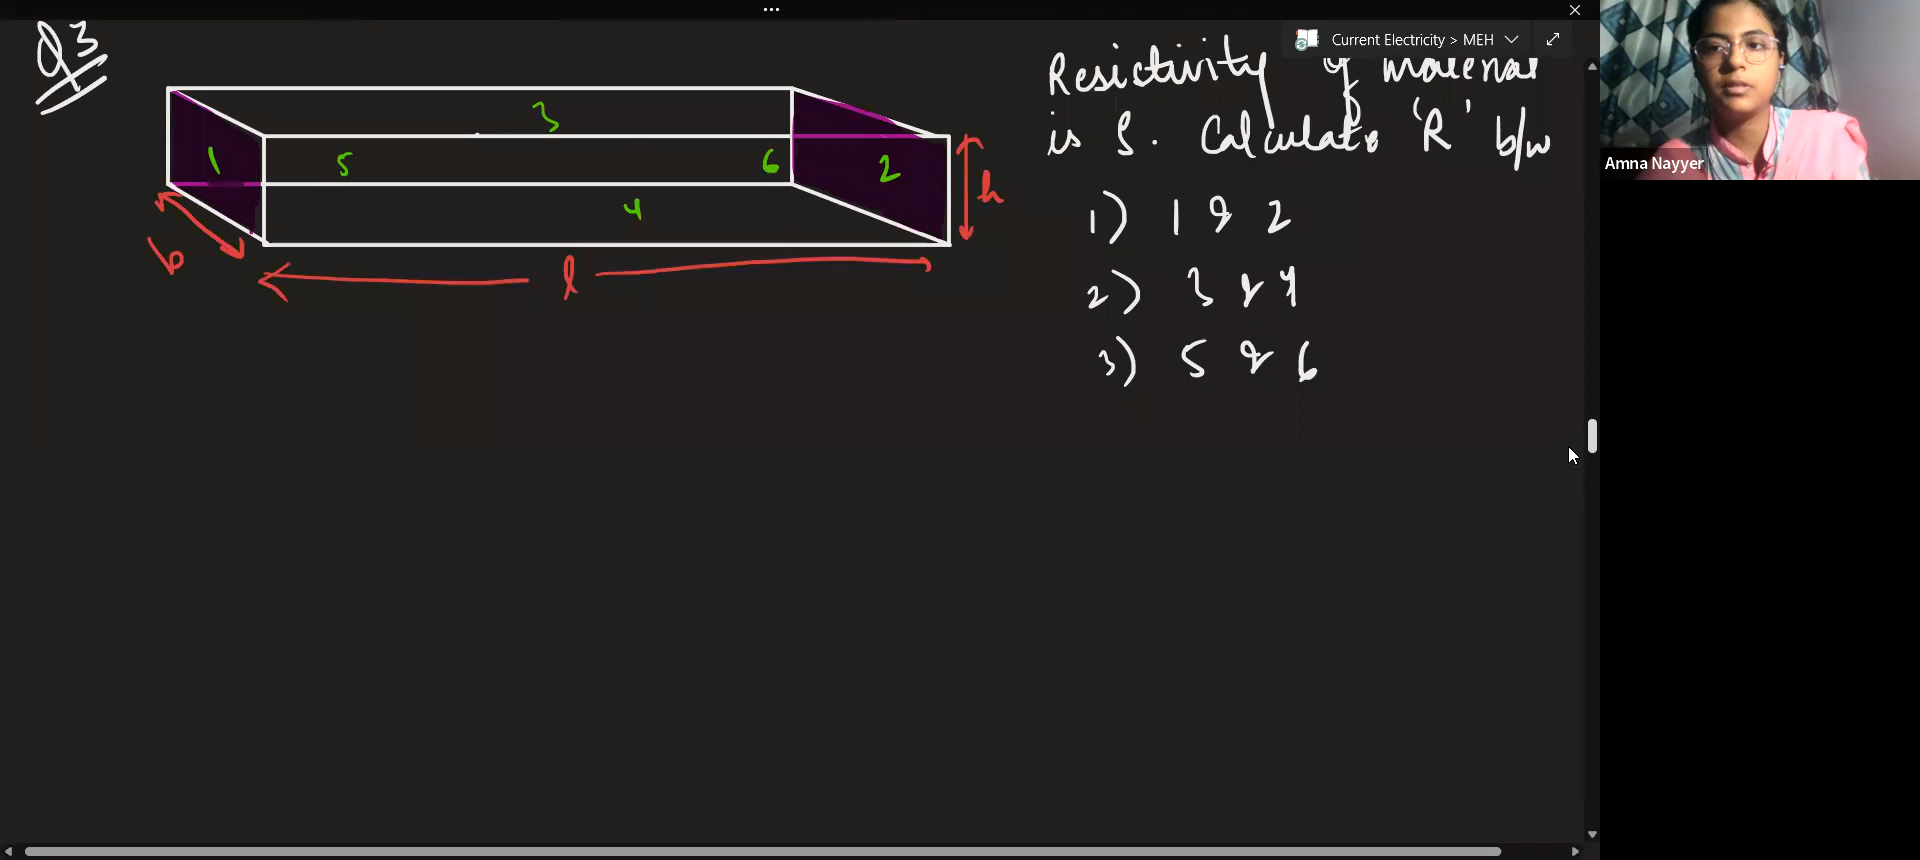 Q3
Current Electricity > MEH
Resictivity of material
is ρ. Calculate 'R' b/w
Amna Nayyer
3
1
5
6
2
4
h
b
l
1) 1 & 2
2) 3 & 4
3) 5 & 6